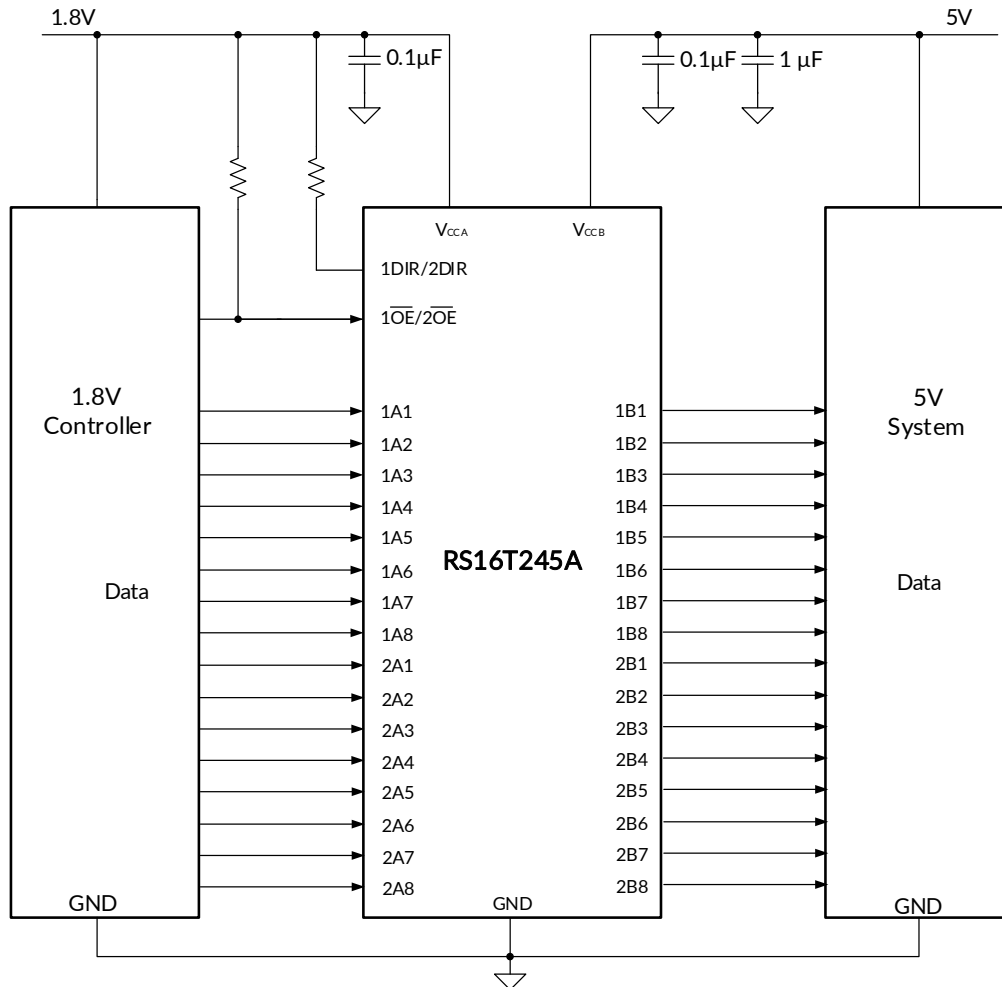 1.8V
5V
0.1µF
0.1µF
1 µF
VCCA
VCCB
1DIR/2DIR
1O̅E̅/2O̅E̅
1.8V
Controller
Data
GND
1A1
1A2
1A3
1A4
1A5
1A6
1A7
1A8
2A1
2A2
2A3
2A4
2A5
2A6
2A7
2A8
RS16T245A
GND
1B1
1B2
1B3
1B4
1B5
1B6
1B7
1B8
2B1
2B2
2B3
2B4
2B5
2B6
2B7
2B8
5V
System
Data
GND